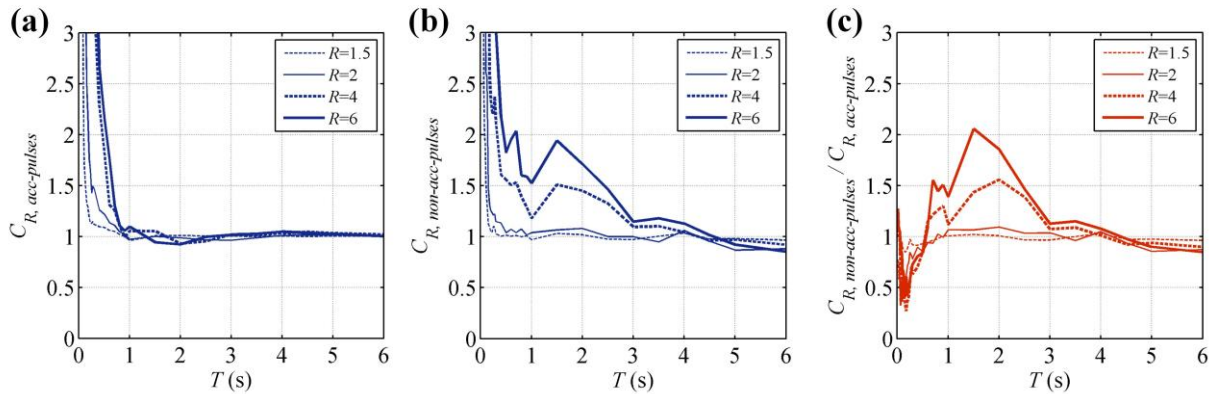 (a)
C_R, acc-pulses
3
2.5
2
1.5
1
0.5
0
0 1 2 3 4 5 6
T (s)
R=1.5
R=2
R=4
R=6
(b)
C_R, non-acc-pulses
3
2.5
2
1.5
1
0.5
0
0 1 2 3 4 5 6
T (s)
R=1.5
R=2
R=4
R=6
(c)
C_R, non-acc-pulses / C_R, acc-pulses
3
2.5
2
1.5
1
0.5
0
0 1 2 3 4 5 6
T (s)
R=1.5
R=2
R=4
R=6